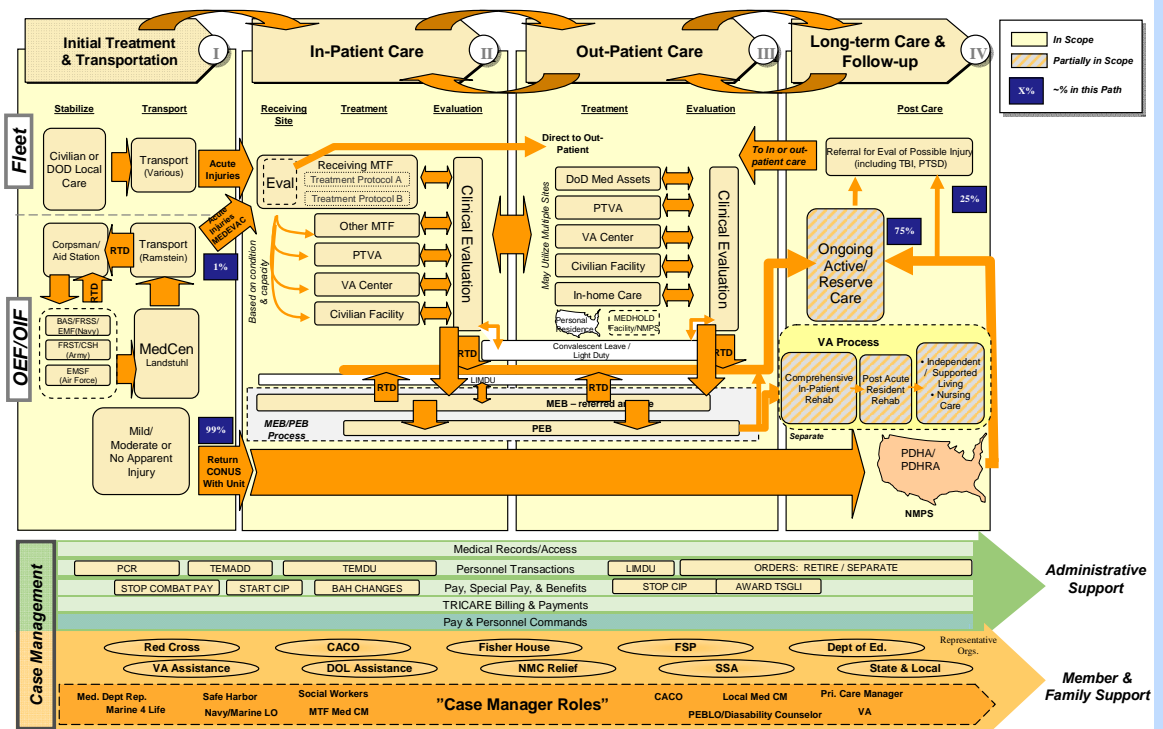 Initial Treatment
& Transportation
I
In-Patient Care
II
Out-Patient Care
III
Long-term Care &
Follow-up
IV
In Scope
Partially in Scope
X%
~% in this Path
Fleet
OEF/OIF
Stabilize
Transport
Receiving
Site
Treatment
Evaluation
Treatment
Evaluation
Post Care
Civilian or
DOD Local
Care
Transport
(Various)
Acute
Injuries
Acute
Injuries
MEDEVAC
1%
Corpsman/
Aid Station
RTD
Transport
(Ramstein)
RTD
BAS/FRSS/
EMF(Navy)
FRST/CSH
(Army)
EMSF
(Air Force)
MedCen
Landstuhl
Mild/
Moderate or
No Apparent
Injury
99%
Return
CONUS
With Unit
Eval
Receiving MTF
Treatment Protocol A
Treatment Protocol B
Based on condition
& capacity
Other MTF
PTVA
VA Center
Civilian Facility
Clinical Evaluation
Direct to Out-
Patient
May Utilize Multiple Sites
DoD Med Assets
PTVA
VA Center
Civilian Facility
In-home Care
Personal
Residence
MEDHOLD
Facility/NMPS
Clinical Evaluation
RTD
Convalescent Leave /
Light Duty
RTD
LIMDU
RTD
RTD
MEB – referred
MEB/PEB
Process
PEB
To In or out-
patient care
Referral for Eval of Possible Injury
(including TBI, PTSD)
25%
75%
Ongoing
Active/
Reserve
Care
VA Process
Comprehensive
In-Patient
Rehab
Post Acute
Resident
Rehab
• Independent
/ Supported
Living
• Nursing
Care
Separate
PDHA/
PDHRA
NMPS
Case Management
Medical Records/Access
PCR
TEMADD
TEMDU
Personnel Transactions
LIMDU
ORDERS: RETIRE / SEPARATE
STOP COMBAT PAY
START CIP
BAH CHANGES
Pay, Special Pay, & Benefits
STOP CIP
AWARD TSGLI
TRICARE Billing & Payments
Pay & Personnel Commands
Administrative
Support
Red Cross
CACO
Fisher House
FSP
Dept of Ed.
Representative
Orgs.
VA Assistance
DOL Assistance
NMC Relief
SSA
State & Local
Member &
Family Support
Med. Dept Rep.
Marine 4 Life
Safe Harbor
Navy/Marine LO
Social Workers
MTF Med CM
"Case Manager Roles"
CACO
Local Med CM
Pri. Care Manager
PEBLO/Diasability Counselor
VA